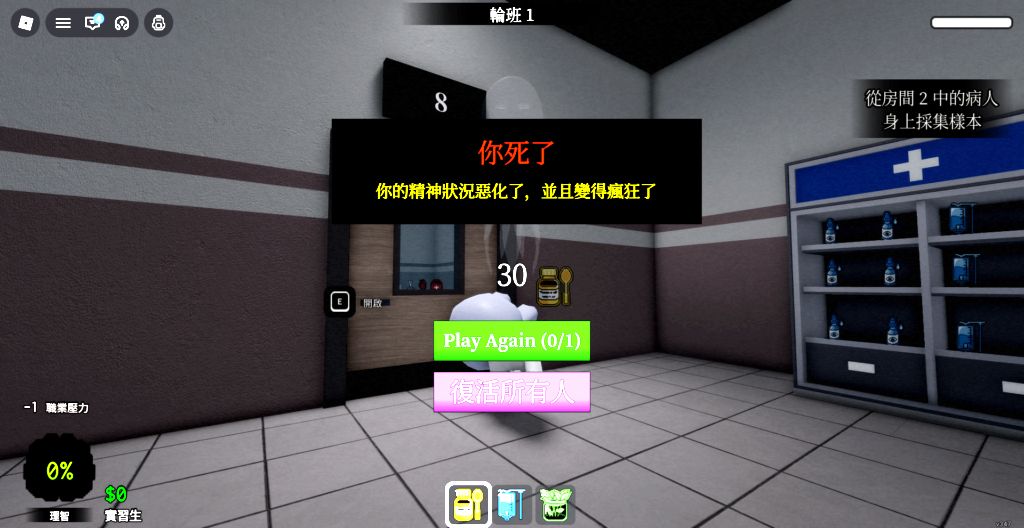 輪班 1
8
從房間 2 中的病人
身上採集樣本
你死了
你的精神狀況惡化了，並且變得瘋狂了
30
E
開啟
Play Again (0/1)
復活所有人
-1 職業壓力
0%
$0
理智
實習生